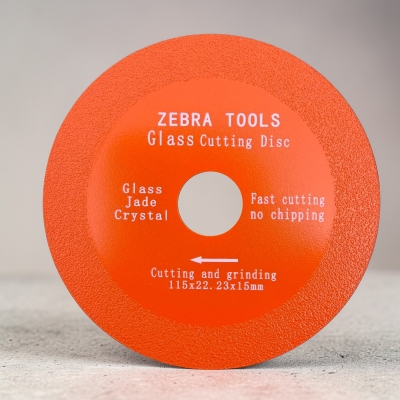 ZEBRA TOOLS
Glass Cutting Disc
Glass
Jade
Crystal
Fast cutting
no chipping
Cutting and grinding
115x22.23x15mm